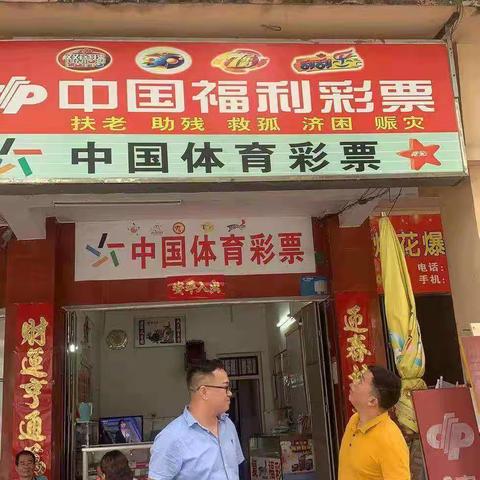 中国福利彩票
扶老 助残 救孤 济困 赈灾
中国体育彩票
中国体育彩票
花爆
电话：
手机：
财运亨通
迎春